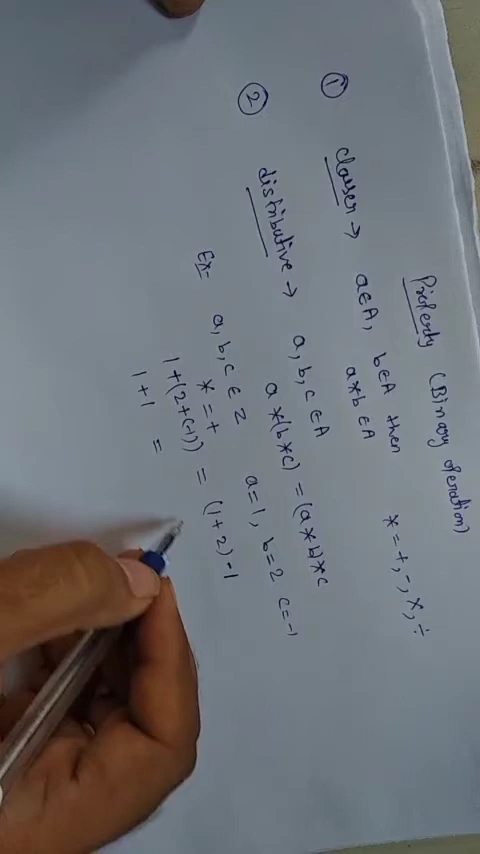 Property (Binary operation)
① Clouser → a∈A, b∈A then * = +, -, ×, ÷
a*b∈A
② distributive → a, b, c ∈ A
a*(b*c) = (a*b)*c
Ex- a, b, c ∈ Z a=1, b=2 c=-1
* = +
1+(2+(-1)) = (1+2)-1
1+1 =